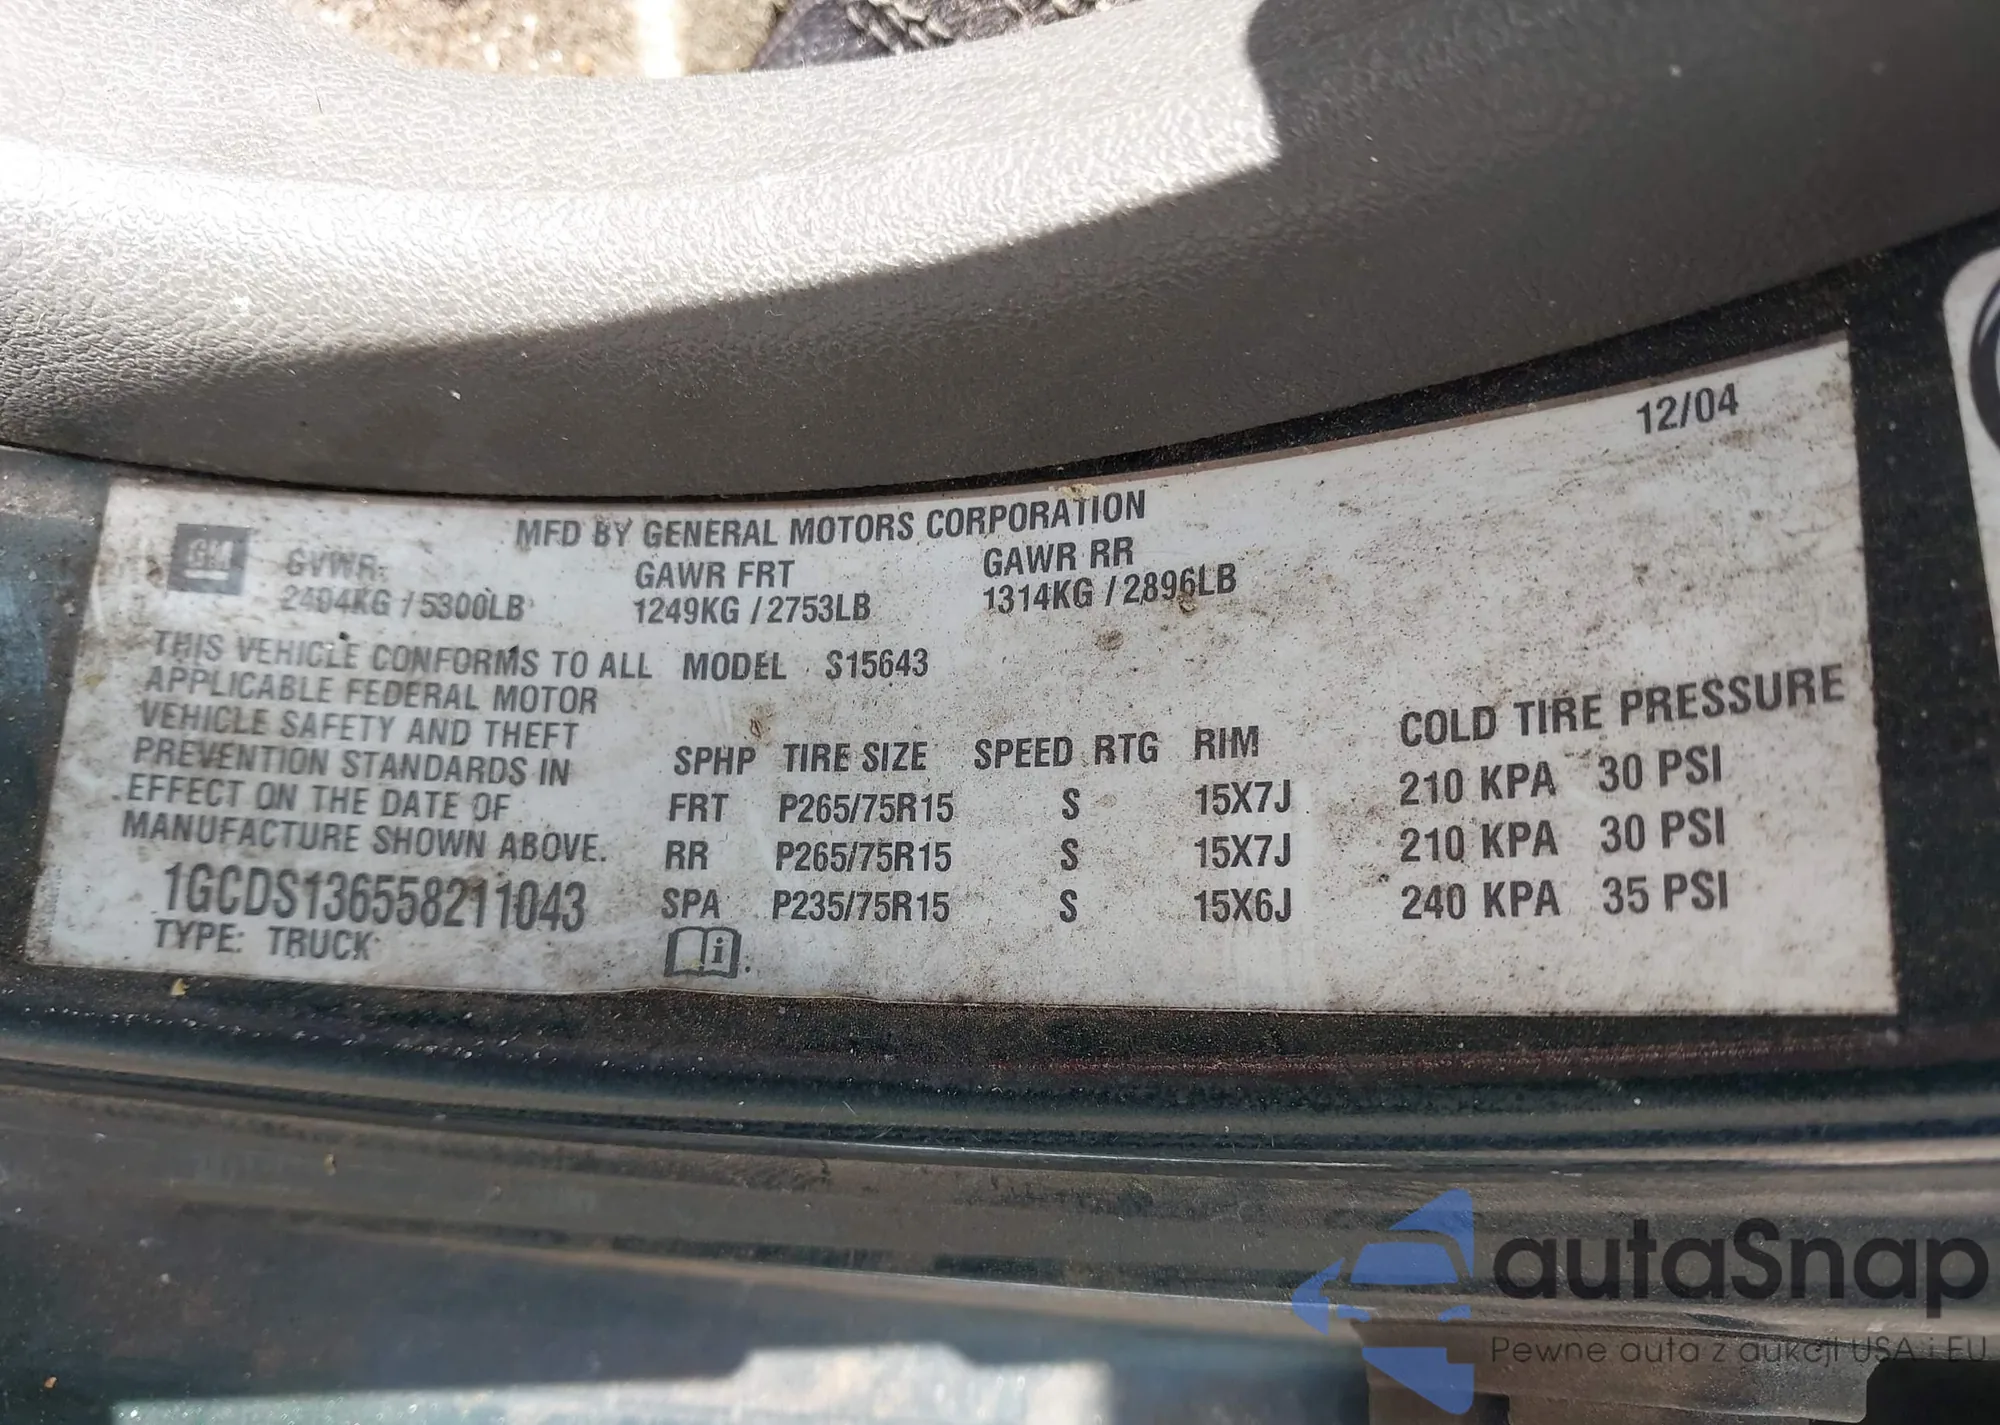 12/04
MFD BY GENERAL MOTORS CORPORATION
GM
GVWR: GAWR FRT GAWR RR
2404KG / 5300LB 1249KG / 2753LB 1314KG / 2896LB
THIS VEHICLE CONFORMS TO ALL MODEL S15643
APPLICABLE FEDERAL MOTOR
VEHICLE SAFETY AND THEFT
PREVENTION STANDARDS IN
EFFECT ON THE DATE OF
MANUFACTURE SHOWN ABOVE.
1GCDS136558211043
TYPE: TRUCK
SPHP TIRE SIZE SPEED RTG RIM COLD TIRE PRESSURE
FRT P265/75R15 S 15X7J 210 KPA 30 PSI
RR P265/75R15 S 15X7J 210 KPA 30 PSI
SPA P235/75R15 S 15X6J 240 KPA 35 PSI
i
autaSnap
Pewne auta z aukcji USA i EU